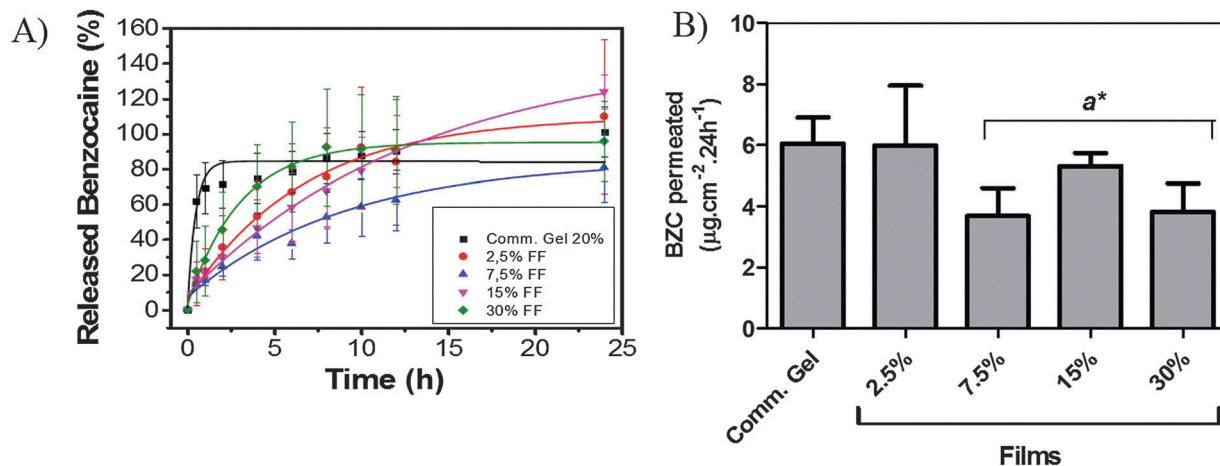 A)
Released Benzocaine (%)
160
140
120
100
80
60
40
20
0
Comm. Gel 20%
2,5% FF
7,5% FF
15% FF
30% FF
0 5 10 15 20 25
Time (h)
B)
BZC permeated
(µg.cm-2.24h-1)
10
8
6
4
2
0
a*
Comm. Gel 2.5% 7.5% 15% 30%
Films